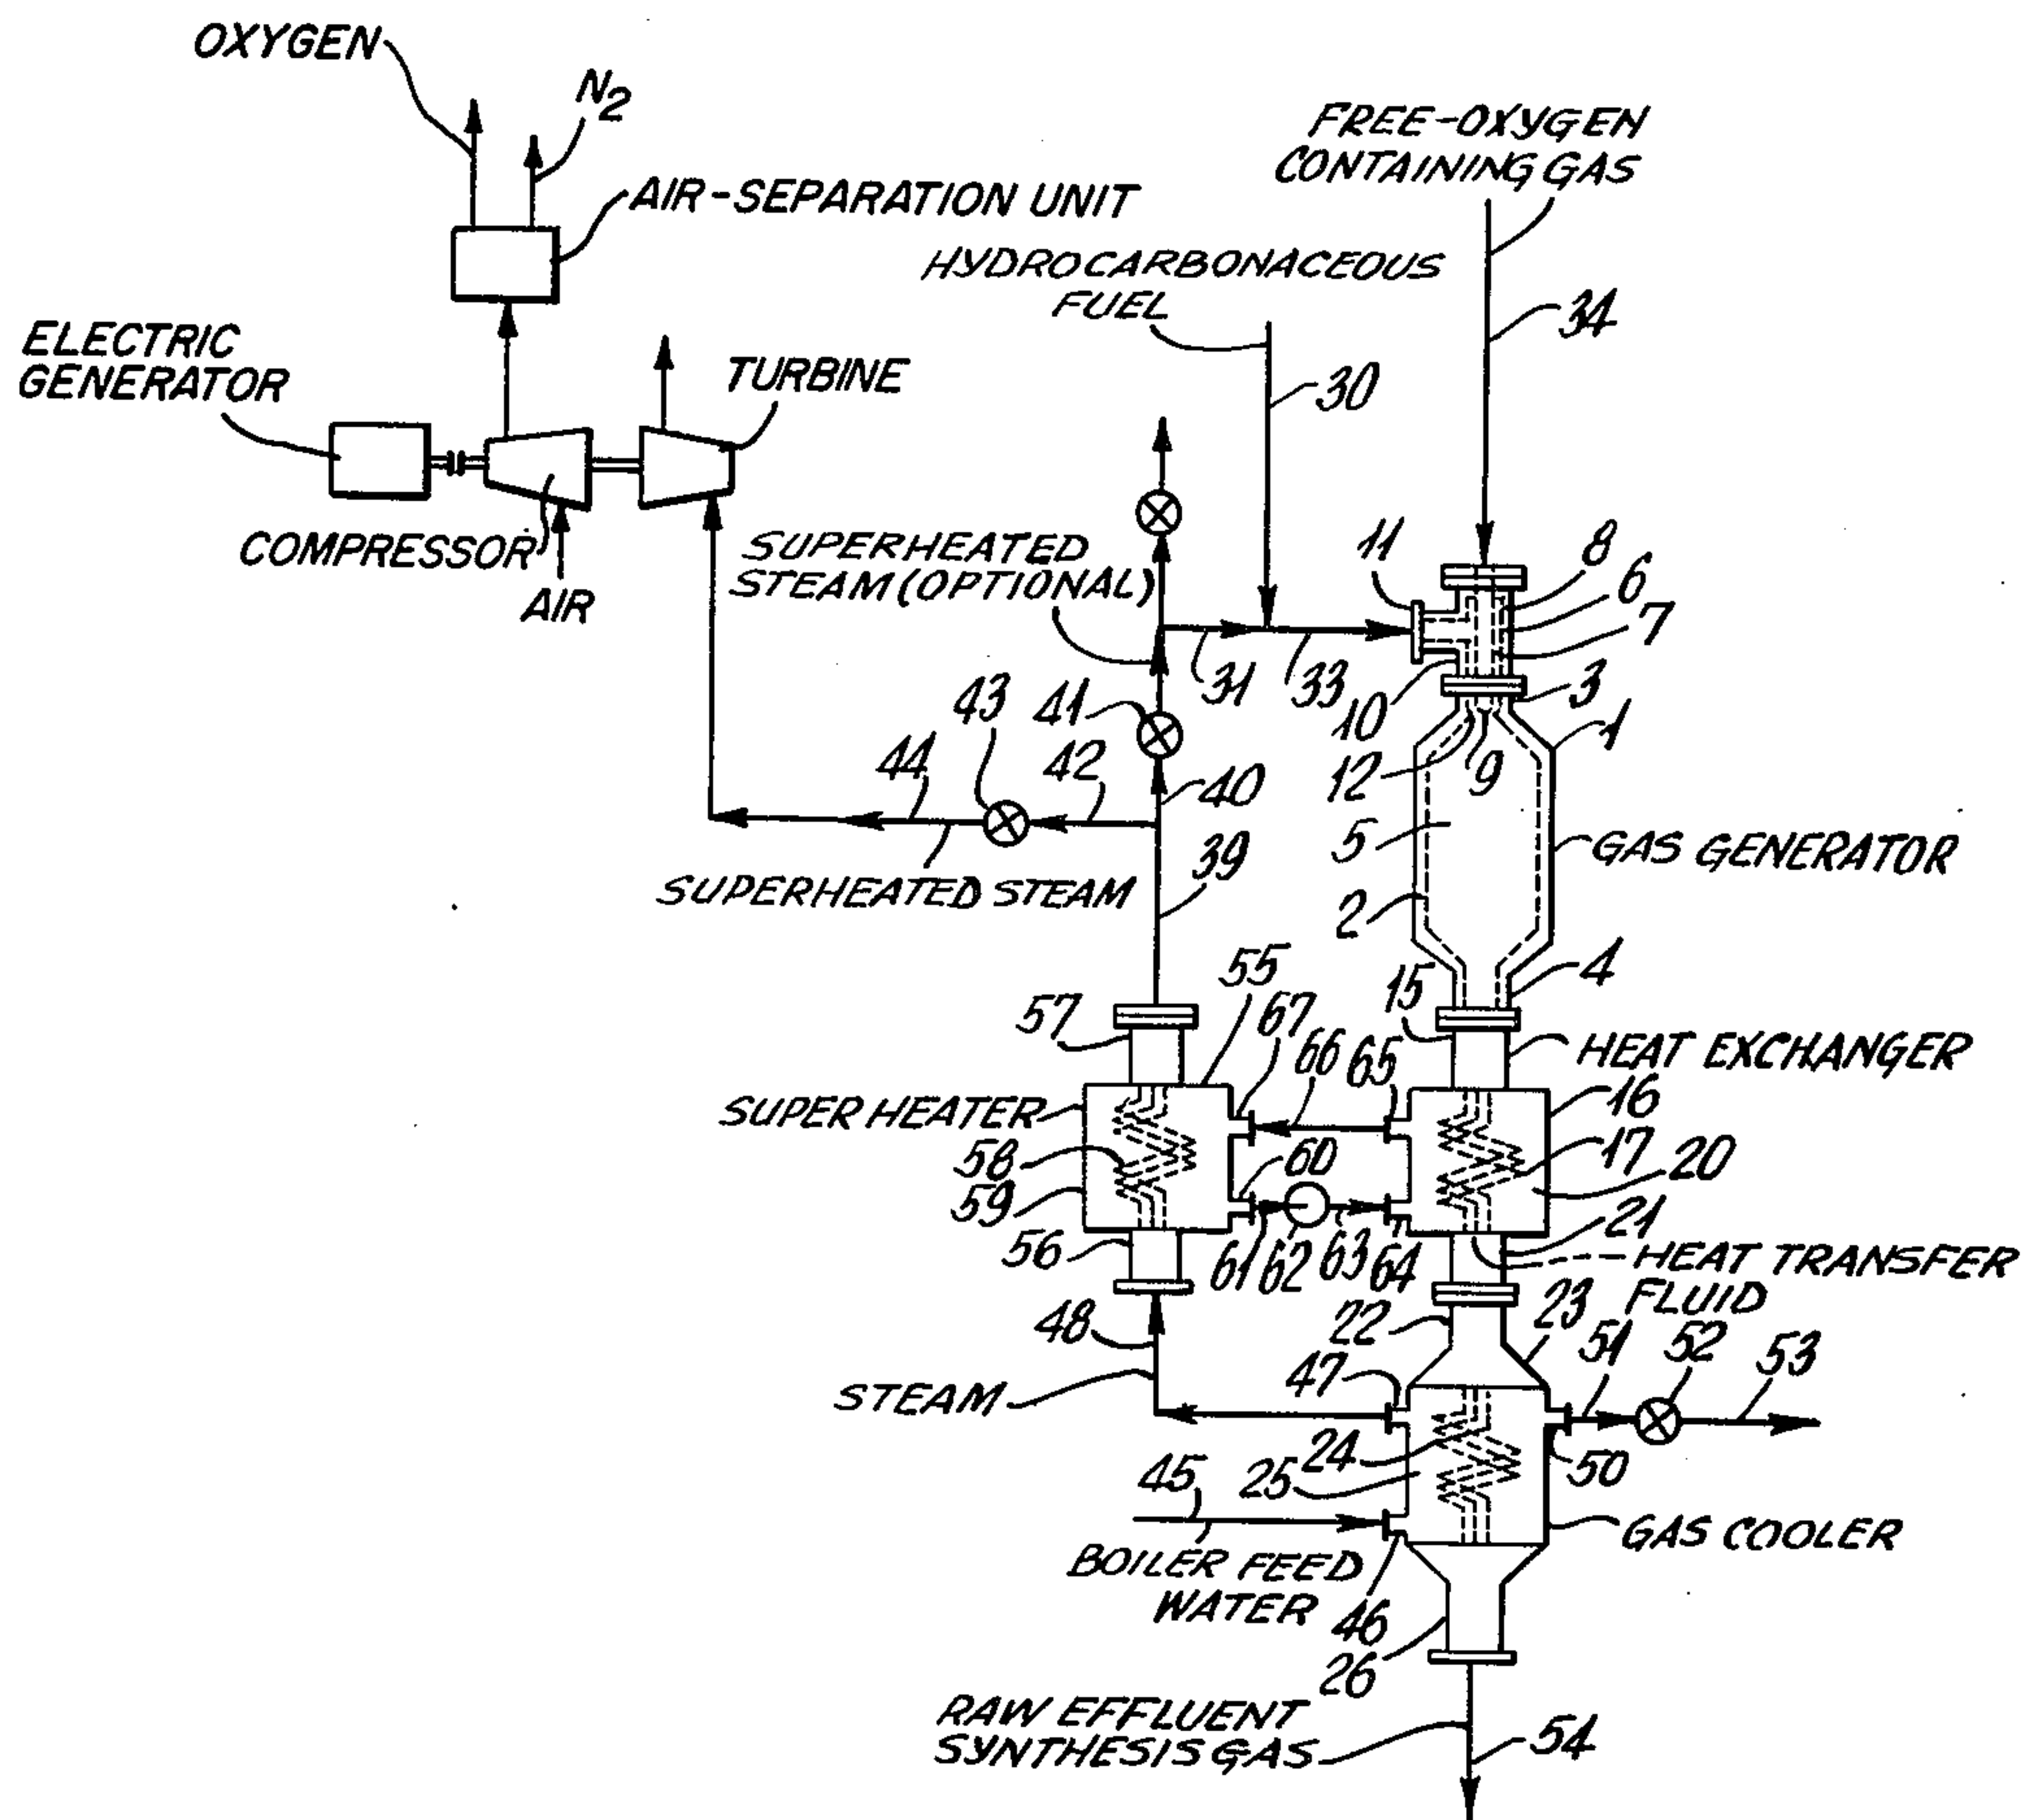 OXYGEN
N2
AIR-SEPARATION UNIT
FREE-OXYGEN
CONTAINING GAS
HYDROCARBONACEOUS
FUEL
34
30
ELECTRIC
GENERATOR
TURBINE
COMPRESSOR
AIR
SUPERHEATED
STEAM (OPTIONAL)
11
8
6
7
31
33
10
3
1
12
9
43
41
44
42
40
5
GAS GENERATOR
39
SUPERHEATED STEAM
2
4
15
55
57
67
66
65
HEAT EXCHANGER
16
SUPER HEATER
17
58
60
20
59
21
56
61
62
63
64
HEAT TRANSFER
FLUID
22
23
48
51
52
53
47
STEAM
24
25
50
45
GAS COOLER
BOILER FEED
WATER
46
26
RAW EFFLUENT
SYNTHESIS GAS
54